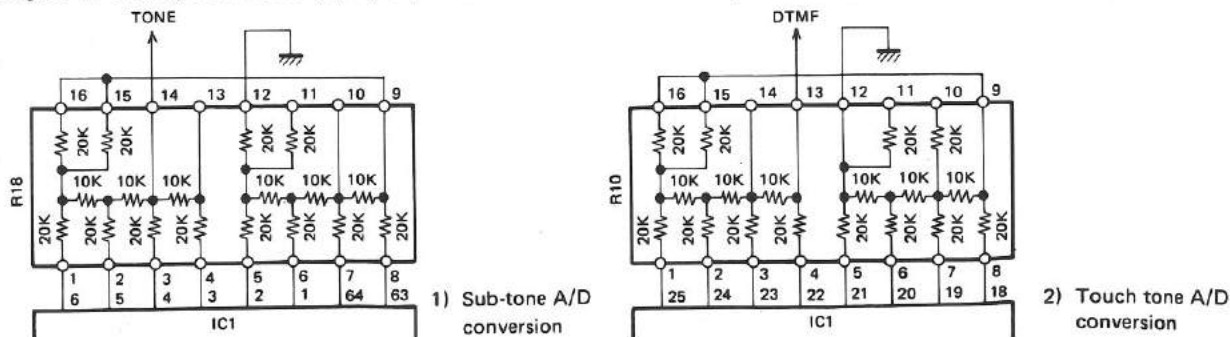 TONE
16 15 14 13 12 11 10 9
20K 20K 20K 20K
10K 10K 10K 10K 10K 10K
R18
20K 20K 20K 20K 20K 20K 20K 20K
1 2 3 4 5 6 7 8
6 5 4 3 2 1 64 63
IC1
1) Sub-tone A/D
conversion
DTMF
16 15 14 13 12 11 10 9
20K 20K 20K 20K
10K 10K 10K 10K 10K 10K
R10
20K 20K 20K 20K 20K 20K 20K 20K
1 2 3 4 5 6 7 8
25 24 23 22 21 20 19 18
IC1
2) Touch tone A/D
conversion